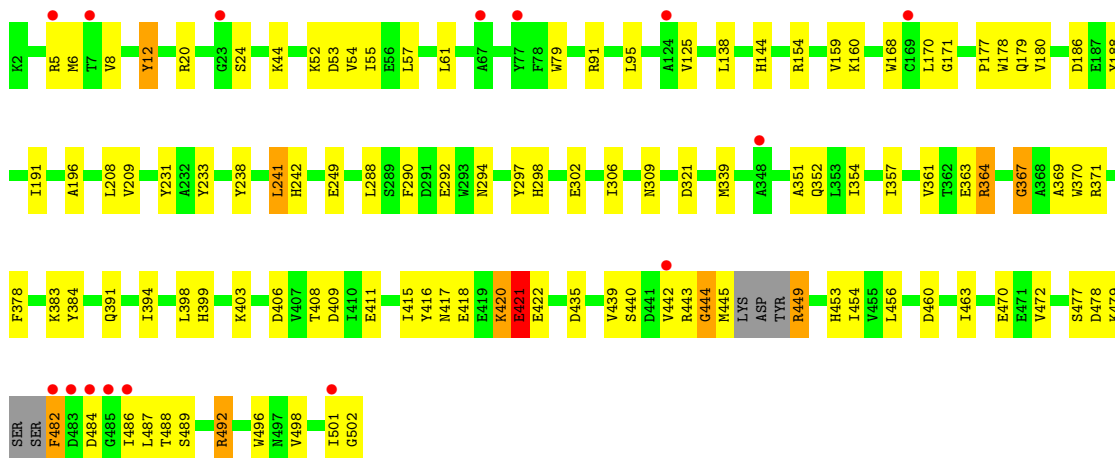 K2 R5 M6 T7 V8 Y12 R20 G23 S24 K44 K52 D53 V54 I55 E56 L57 L61 A67 Y77 F78 W79 R91 L95 A124 V125 L138 H144 R154 V159 K160 W168 C169 L170 G171 P177 W178 Q179 V180 D186 E187 Y188
I191 A196 L208 V209 Y231 A232 Y233 Y238 L241 H242 E249 L288 S289 F290 D291 E292 W293 N294 Y297 H298 E302 I306 N309 D321 M339 A348 A351 Q352 L353 I354 I357 V361 T362 E363 R364 G367 A368 A369 W370 R371
F378 K383 Y384 Q391 I394 L398 H399 K403 D406 V407 T408 D409 I410 E411 I415 Y416 N417 E418 E419 K420 E421 E422 D435 V439 S440 D441 V442 R443 G444 M445 LYS ASP TYR R449 H453 I454 V455 L456 D460 I463 E470 E471 V472 S477 D478 K479
SER SER F482 D483 D484 G485 I486 L487 T488 S489 R492 W496 N497 V498 I501 G502